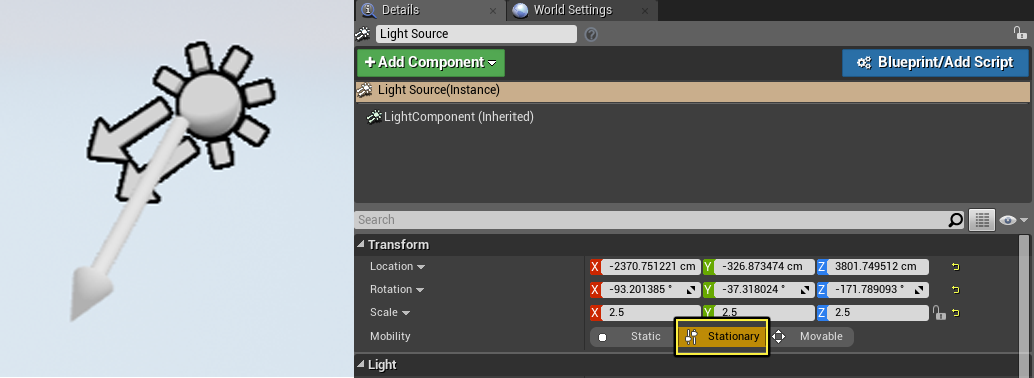 Details
World Settings
Light Source
+ Add Component
Blueprint/Add Script
Light Source(Instance)
LightComponent (Inherited)
Search
Transform
Location X -2370.751221 cm Y -326.873474 cm Z 3801.749512 cm
Rotation X -93.201385 ° Y -37.318024 ° Z -171.789093 °
Scale X 2.5 Y 2.5 Z 2.5
Mobility Static Stationary Movable
Light